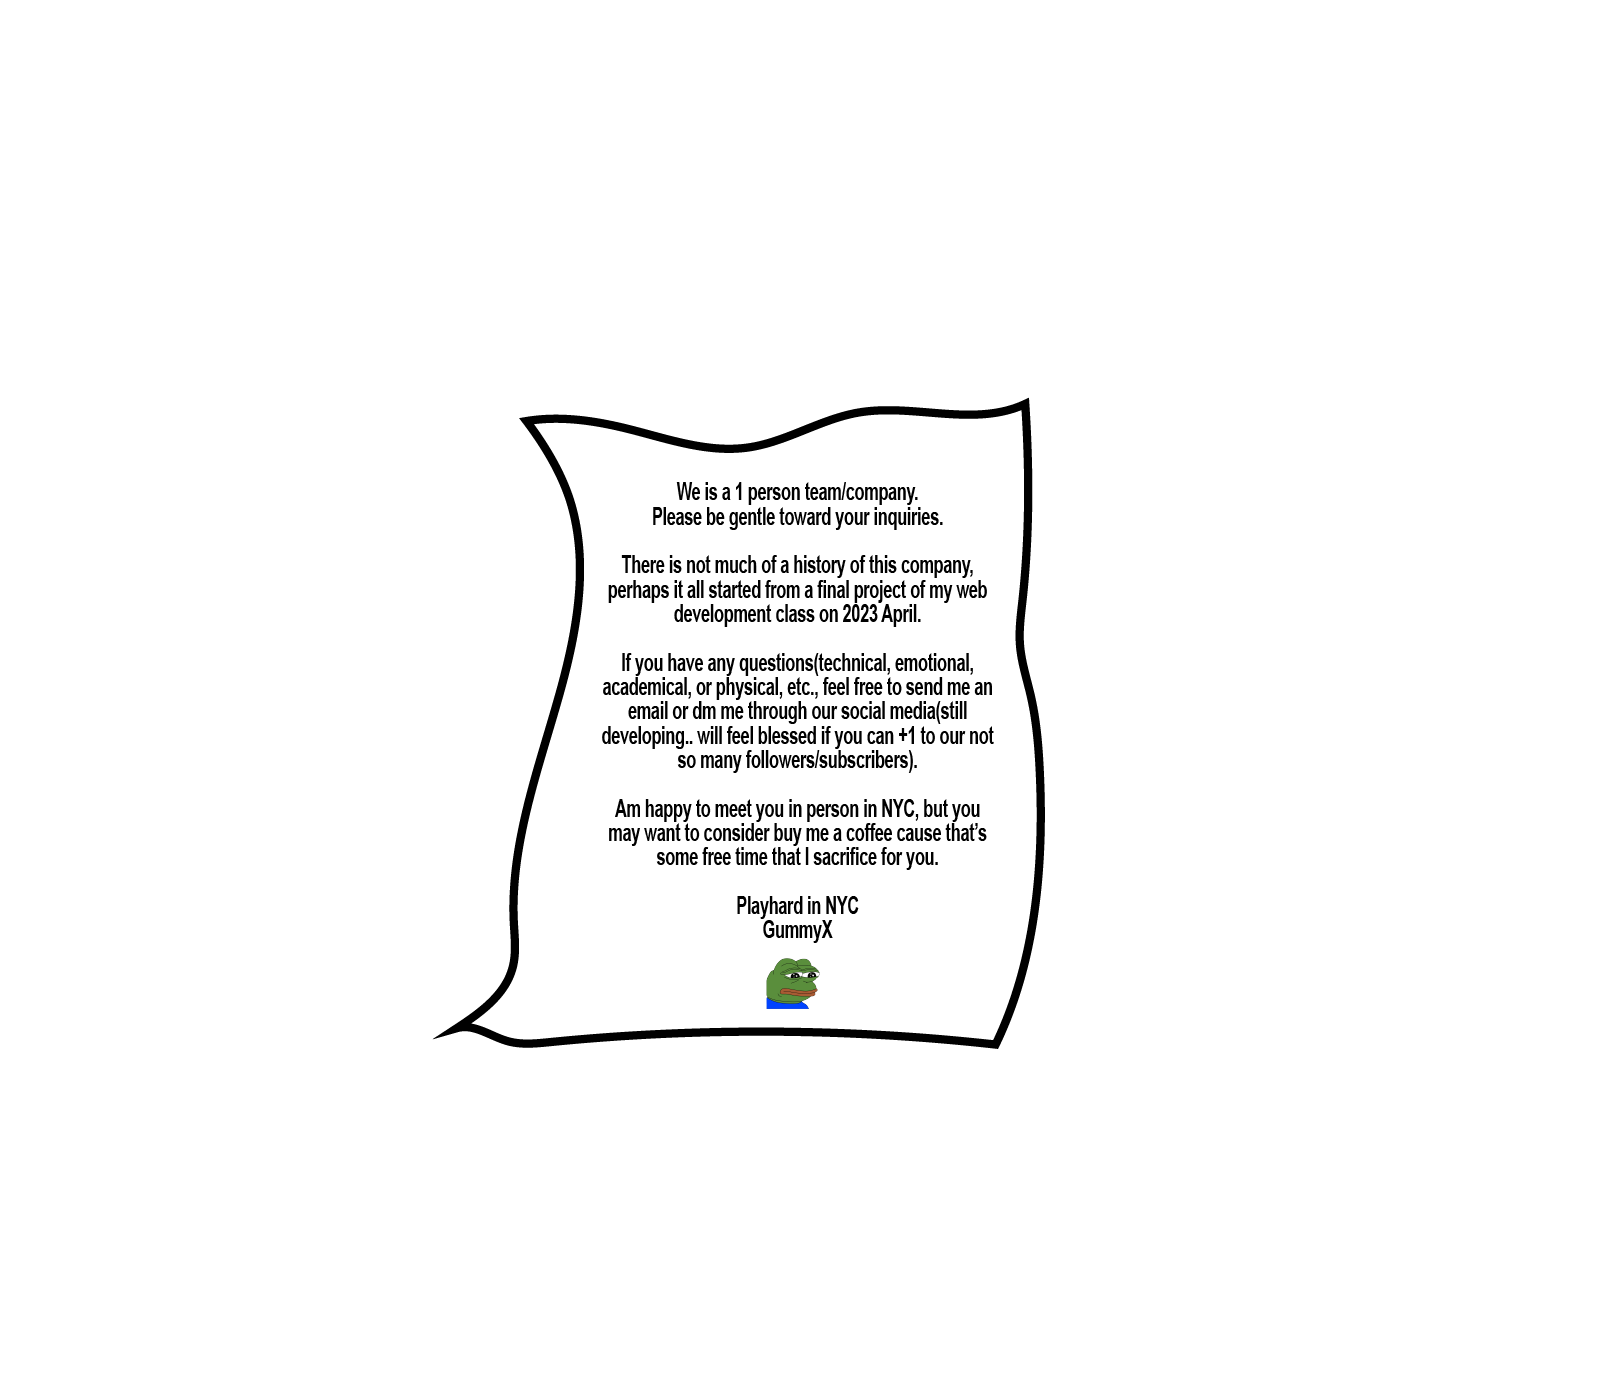 We is a 1 person team/company.
Please be gentle toward your inquiries.
There is not much of a history of this company,
perhaps it all started from a final project of my web
development class on 2023 April.
If you have any questions(technical, emotional,
academical, or physical, etc., feel free to send me an
email or dm me through our social media(still
developing.. will feel blessed if you can +1 to our not
so many followers/subscribers).
Am happy to meet you in person in NYC, but you
may want to consider buy me a coffee cause that’s
some free time that I sacrifice for you.
Playhard in NYC
GummyX